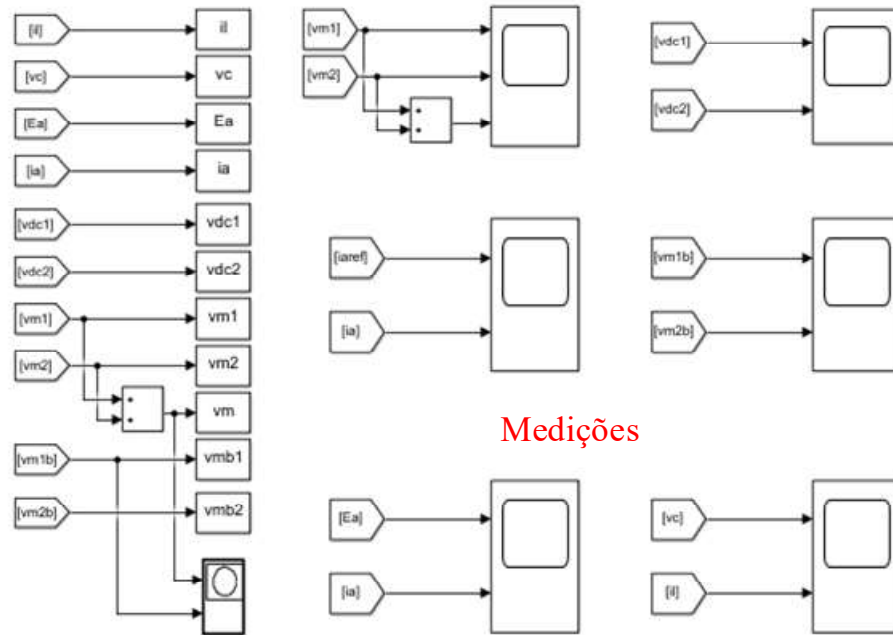 [il]
il
[vc]
vc
[Ea]
Ea
[ia]
ia
[vdc1]
vdc1
[vdc2]
vdc2
[vm1]
vm1
[vm2]
vm2
vm
[vm1b]
vmb1
[vm2b]
vmb2
[vm1]
[vm2]
[vdc1]
[vdc2]
[iaref]
[ia]
[vm1b]
[vm2b]
Medições
[Ea]
[ia]
[vc]
[il]